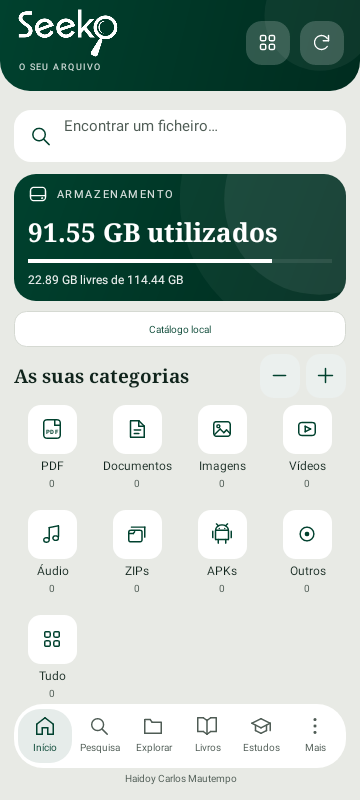 Seeko
O SEU ARQUIVO
Encontrar um ficheiro…
ARMAZENAMENTO
91.55 GB utilizados
22.89 GB livres de 114.44 GB
Catálogo local
As suas categorias
PDF
PDF Documentos Imagens Vídeos
0 0 0 0
Áudio ZIPs APKs Outros
0 0 0 0
Tudo
0
Início Pesquisa Explorar Livros Estudos Mais
Haidoy Carlos Mautempo